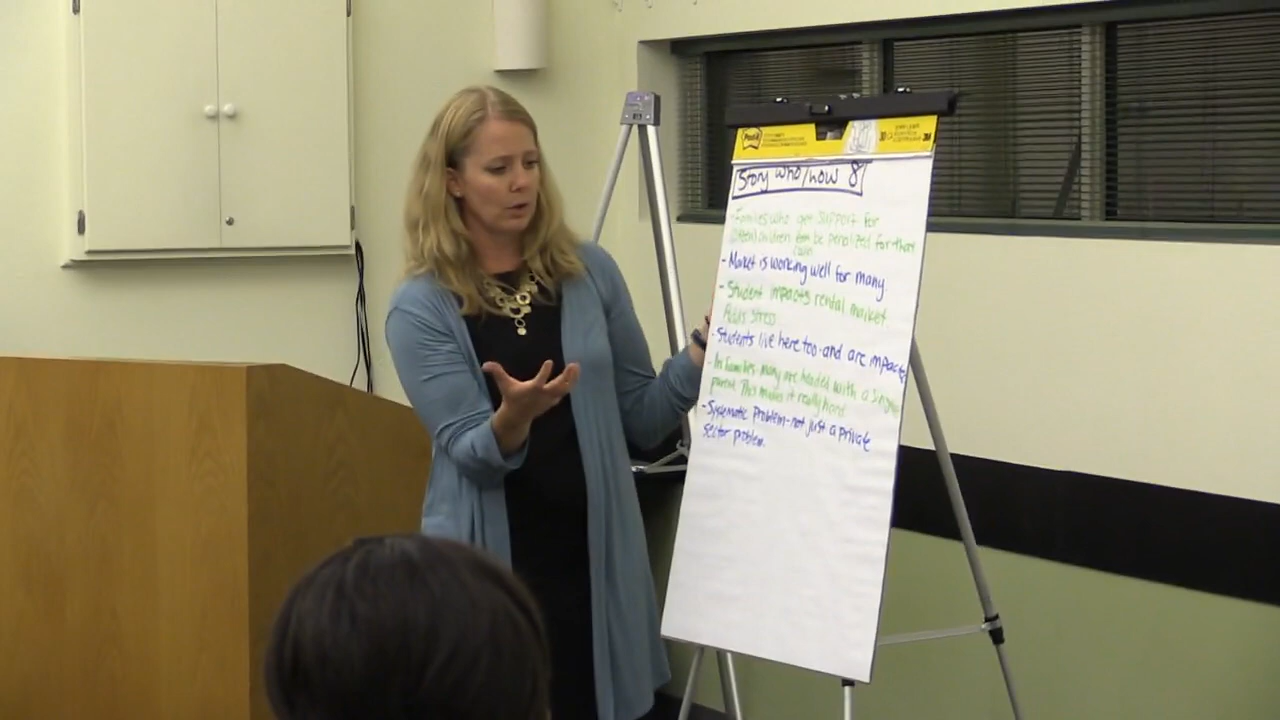 Post-it
3M
Story who/how 8
- Families who get support for
children can be penalized for that
- Market is working well for many
- Student impacts rental market.
Adds stress
- Students live here too-and are impacted
- In families-many are headed with a single
parent. This makes it really hard
- Systematic Problem-not just a private
sector problem.